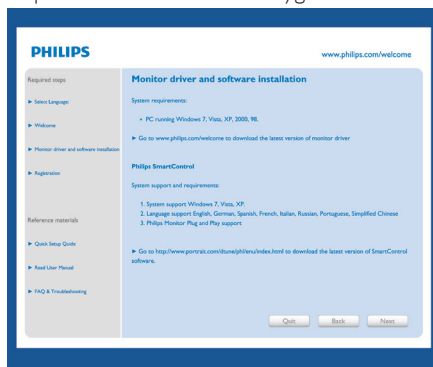 PHILIPS
www.philips.com/welcome
Required steps
► Select Language
► Welcome
► Monitor driver and software installation
► Registration
Reference materials
► Quick Setup Guide
► Read User Manual
► FAQ & Troubleshooting
Monitor driver and software installation
System requirements:
• PC running Windows 7, Vista, XP, 2000, 98.
► Go to www.philips.com/welcome to download the latest version of monitor driver
Philips SmartControl
System support and requirements:
1. System support Windows 7, Vista, XP.
2. Language support English, German, Spanish, French, Italian, Russian, Portuguese, Simplified Chinese
3. Philips Monitor Plug and Play support
► Go to http://www.portrait.com/dtune/phl/enu/index.html to download the latest version of SmartControl
software.
Quit Back Next